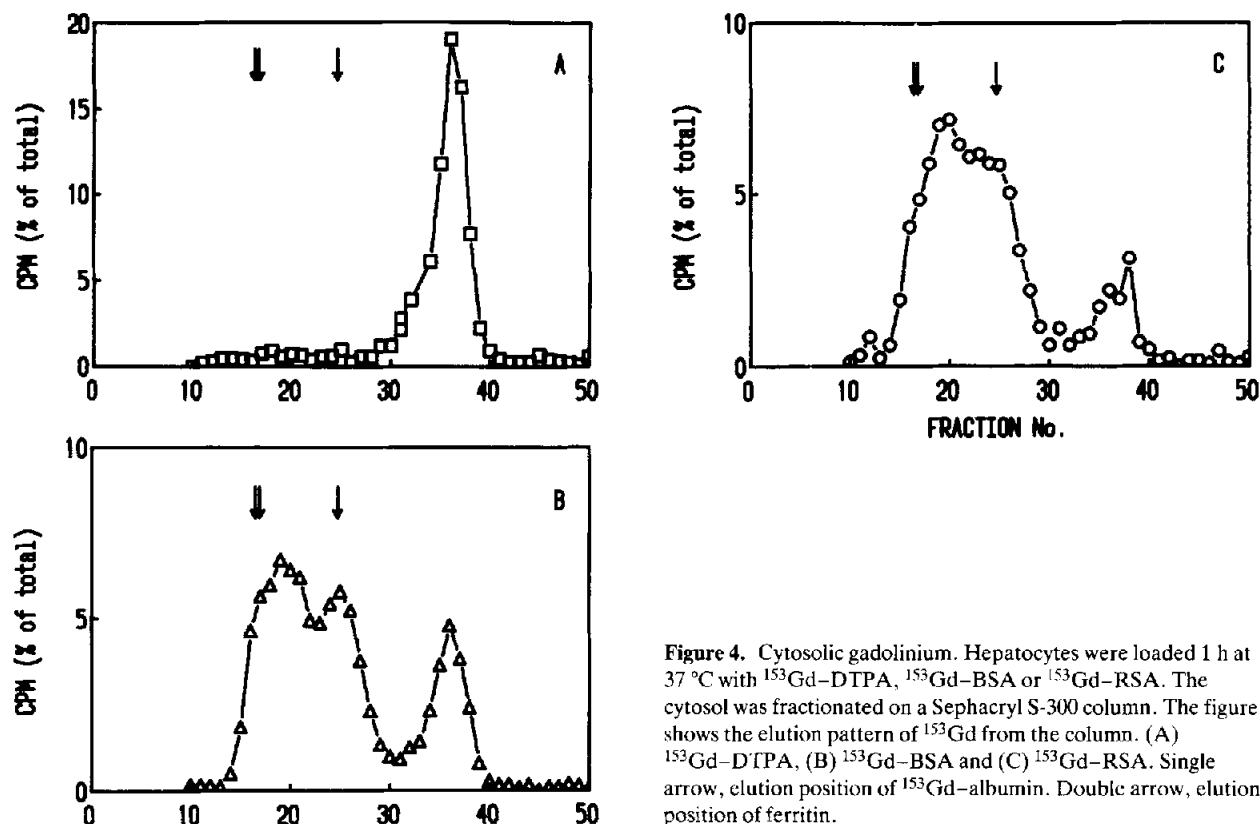 20
15
10
5
0
CPM (% of total)
A
0 10 20 30 40 50
10
5
0
CPM (% of total)
B
0 10 20 30 40 50
10
5
0
CPM (% of total)
C
0 10 20 30 40 50
FRACTION No.
Figure 4. Cytosolic gadolinium. Hepatocytes were loaded 1 h at
37 °C with ¹⁵³Gd–DTPA, ¹⁵³Gd–BSA or ¹⁵³Gd–RSA. The
cytosol was fractionated on a Sephacryl S-300 column. The figure
shows the elution pattern of ¹⁵³Gd from the column. (A)
¹⁵³Gd–DTPA, (B) ¹⁵³Gd–BSA and (C) ¹⁵³Gd–RSA. Single
arrow, elution position of ¹⁵³Gd–albumin. Double arrow, elution
position of ferritin.